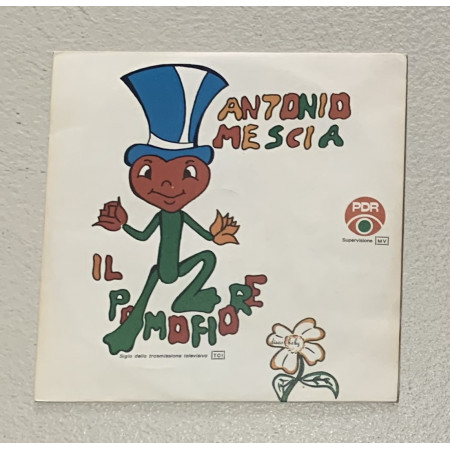 ANTONIO
MESCIA
PDR
Supervisione MV
IL
POMOFIORE
Sigla della trasmissione televisiva TCI
disco baby